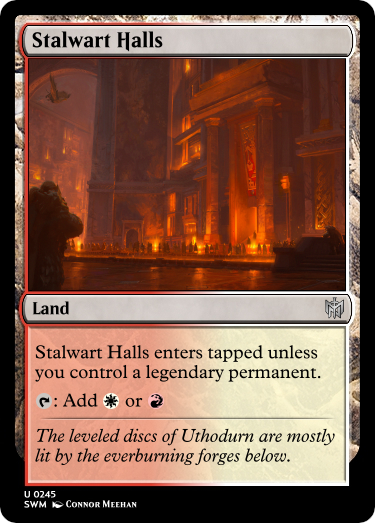 Stalwart Halls
Land
Stalwart Halls enters tapped unless
you control a legendary permanent.
: Add or
The leveled discs of Uthodurn are mostly
lit by the everburning forges below.
U 0245
SWM Connor Meehan